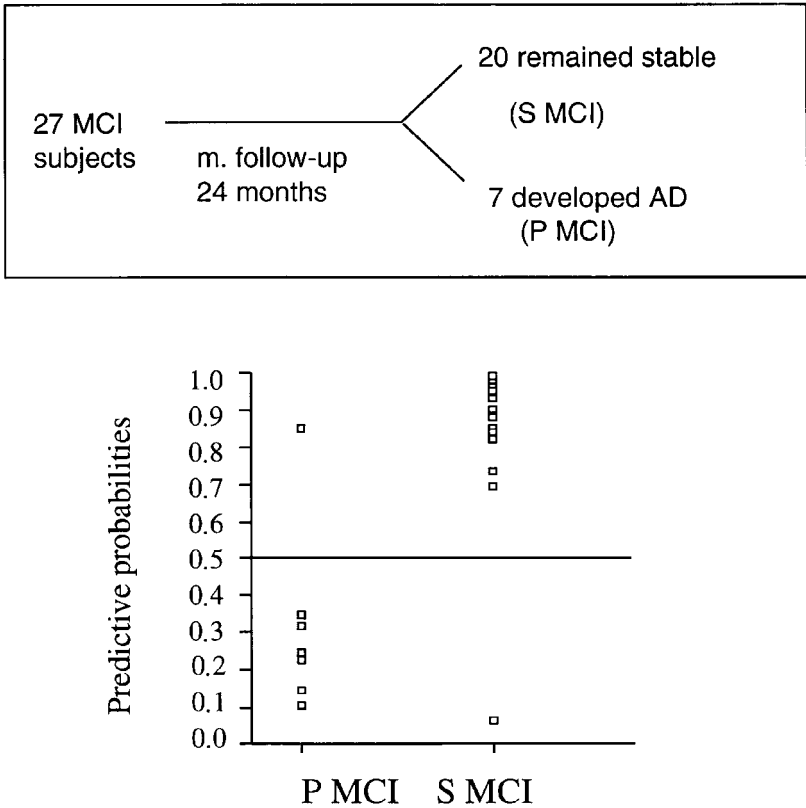 20 remained stable
(S MCI)
27 MCI
subjects
m. follow-up
24 months
7 developed AD
(P MCI)
Predictive probabilities
1.0
0.9
0.8
0.7
0.6
0.5
0.4
0.3
0.2
0.1
0.0
P MCI S MCI